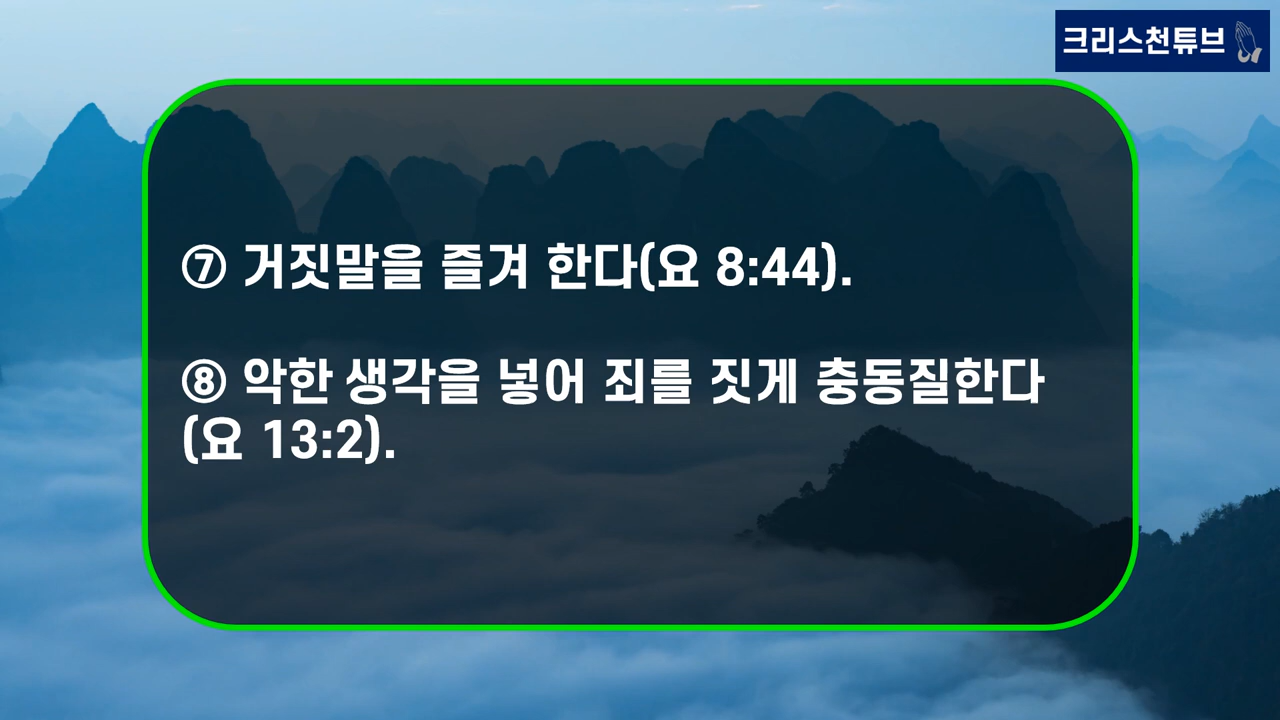 크리스천튜브
⑦ 거짓말을 즐겨 한다(요 8:44).
⑧ 악한 생각을 넣어 죄를 짓게 충동질한다
(요 13:2).